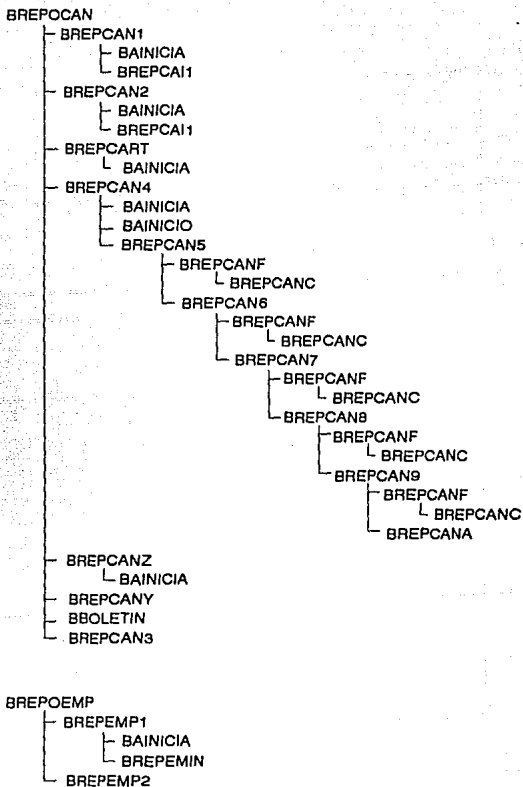 BREPOCAN
BREPCAN1
BAINICIA
BREPCAI1
BREPCAN2
BAINICIA
BREPCAI1
BREPCART
BAINICIA
BREPCAN4
BAINICIA
BAINICIO
BREPCAN5
BREPCANF
BREPCANC
BREPCAN6
BREPCANF
BREPCANC
BREPCAN7
BREPCANF
BREPCANC
BREPCAN8
BREPCANF
BREPCANC
BREPCAN9
BREPCANF
BREPCANC
BREPCANA
BREPCANZ
BAINICIA
BREPCANY
BBOLETIN
BREPCAN3
BREPOEMP
BREPEMP1
BAINICIA
BREPEMIN
BREPEMP2